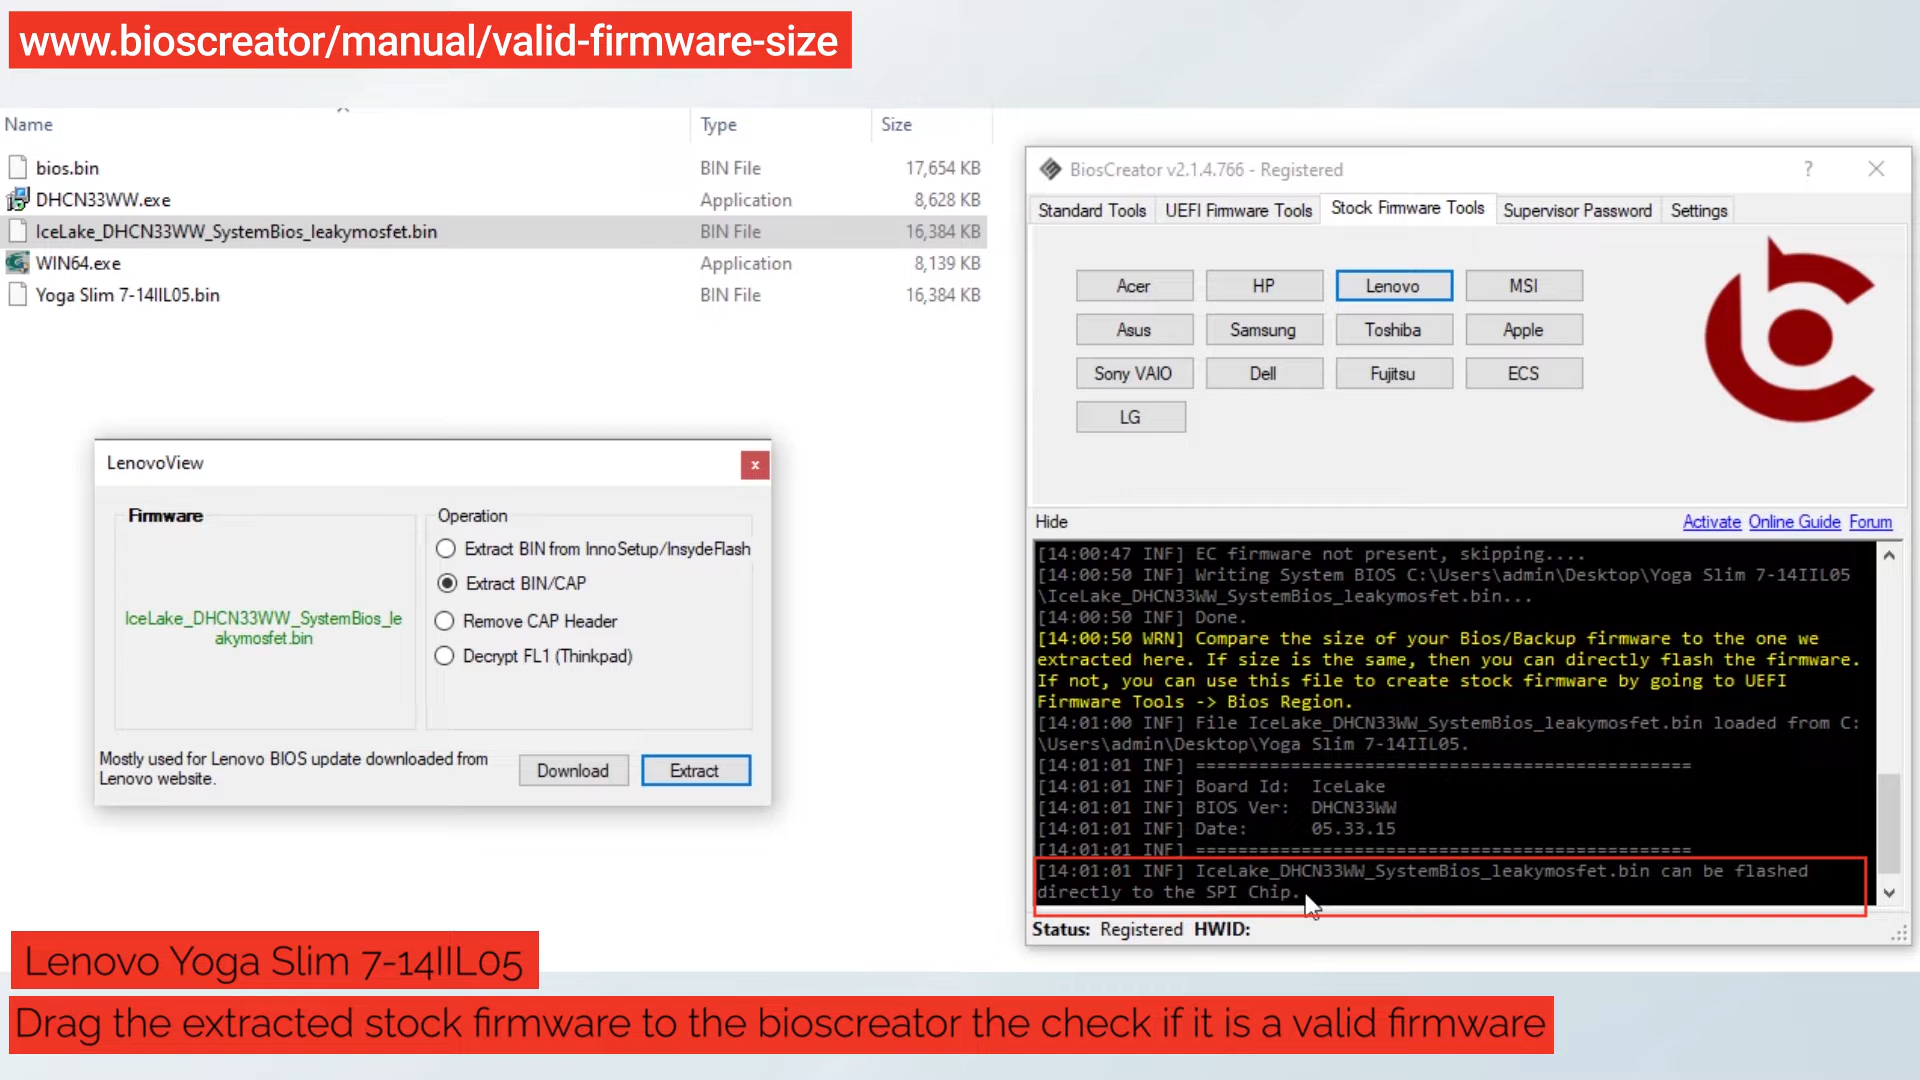 www.bioscreator/manual/valid-firmware-size
Name Type Size
bios.bin BIN File 17,654 KB
DHCN33WW.exe Application 8,628 KB
IceLake_DHCN33WW_SystemBios_leakymosfet.bin BIN File 16,384 KB
WIN64.exe Application 8,139 KB
Yoga Slim 7-14IIL05.bin BIN File 16,384 KB
LenovoView x
Firmware
IceLake_DHCN33WW_SystemBios_le
akymosfet.bin
Operation
Extract BIN from InnoSetup/InsydeFlash
Extract BIN/CAP
Remove CAP Header
Decrypt FL1 (Thinkpad)
Mostly used for Lenovo BIOS update downloaded from
Lenovo website.
Download Extract
BiosCreator v2.1.4.766 - Registered ?
Standard Tools UEFI Firmware Tools Stock Firmware Tools Supervisor Password Settings
Acer HP Lenovo MSI
Asus Samsung Toshiba Apple
Sony VAIO Dell Fujitsu ECS
LG
Hide Activate Online Guide Forum
[14:00:47 INF] EC firmware not present, skipping....
[14:00:50 INF] Writing System BIOS C:\Users\admin\Desktop\Yoga Slim 7-14IIL05
\IceLake_DHCN33WW_SystemBios_leakymosfet.bin...
[14:00:50 INF] Done.
[14:00:50 WRN] Compare the size of your Bios/Backup firmware to the one we
extracted here. If size is the same, then you can directly flash the firmware.
If not, you can use this file to create stock firmware by going to UEFI
Firmware Tools -> Bios Region.
[14:01:00 INF] File IceLake_DHCN33WW_SystemBios_leakymosfet.bin loaded from C:
\Users\admin\Desktop\Yoga Slim 7-14IIL05.
[14:01:01 INF] ===============================================
[14:01:01 INF] Board Id: IceLake
[14:01:01 INF] BIOS Ver: DHCN33WW
[14:01:01 INF] Date: 05.33.15
[14:01:01 INF] ===============================================
[14:01:01 INF] IceLake_DHCN33WW_SystemBios_leakymosfet.bin can be flashed
directly to the SPI Chip.
Status: Registered HWID:
Lenovo Yoga Slim 7-14IIL05
Drag the extracted stock firmware to the bioscreator the check if it is a valid firmware